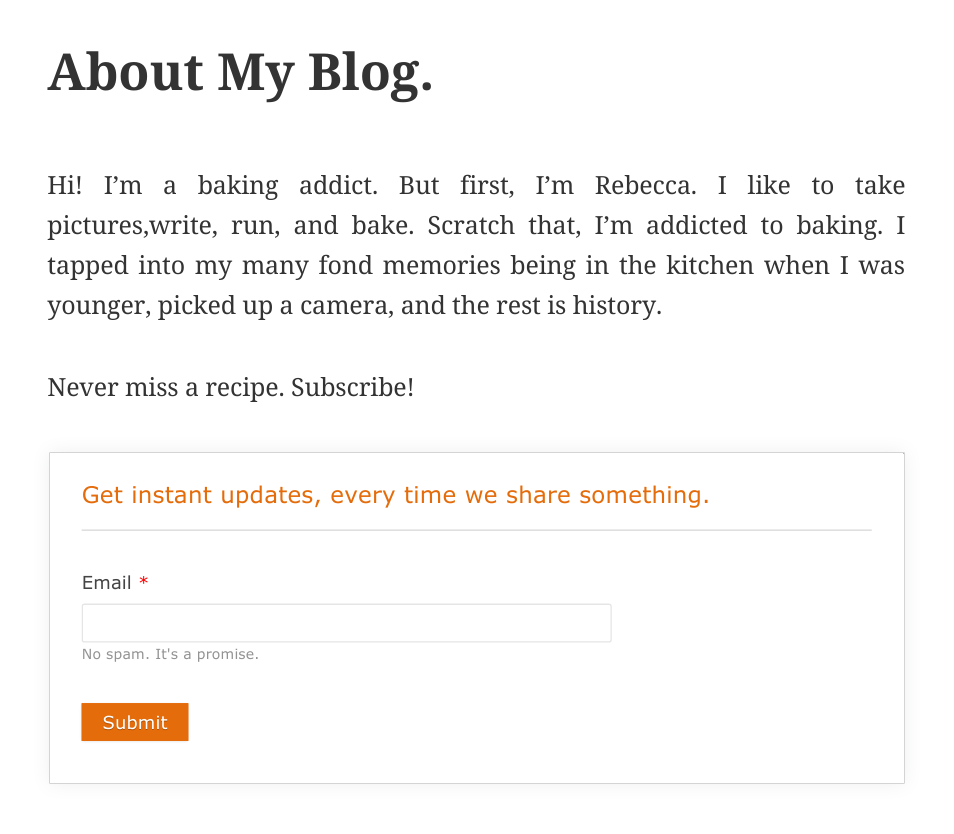 About My Blog.
Hi! I’m a baking addict. But first, I’m Rebecca. I like to take
pictures,write, run, and bake. Scratch that, I’m addicted to baking. I
tapped into my many fond memories being in the kitchen when I was
younger, picked up a camera, and the rest is history.
Never miss a recipe. Subscribe!
Get instant updates, every time we share something.
Email *
No spam. It's a promise.
Submit